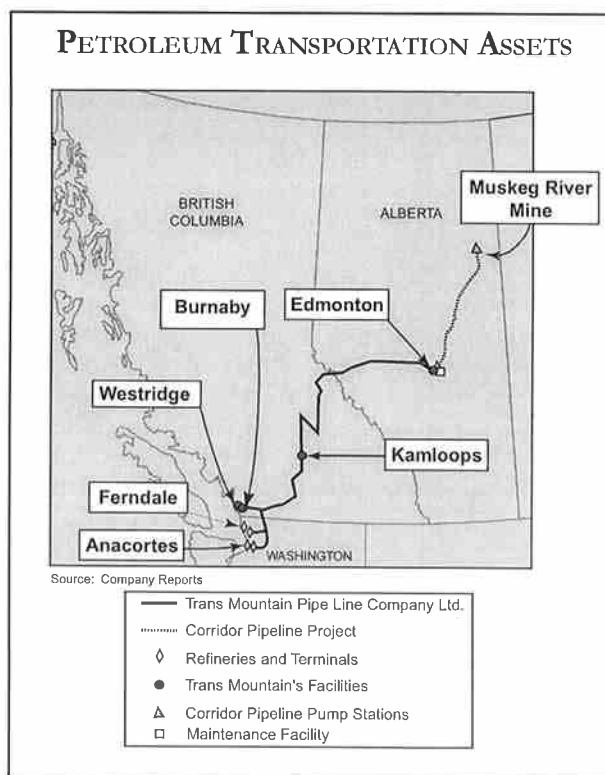 PETROLEUM TRANSPORTATION ASSETS
Muskeg River
Mine
BRITISH
COLUMBIA
ALBERTA
Burnaby
Edmonton
Westridge
Kamloops
Ferndale
Anacortes
WASHINGTON
Source: Company Reports
Trans Mountain Pipe Line Company Ltd.
Corridor Pipeline Project
Refineries and Terminals
Trans Mountain's Facilities
Corridor Pipeline Pump Stations
Maintenance Facility